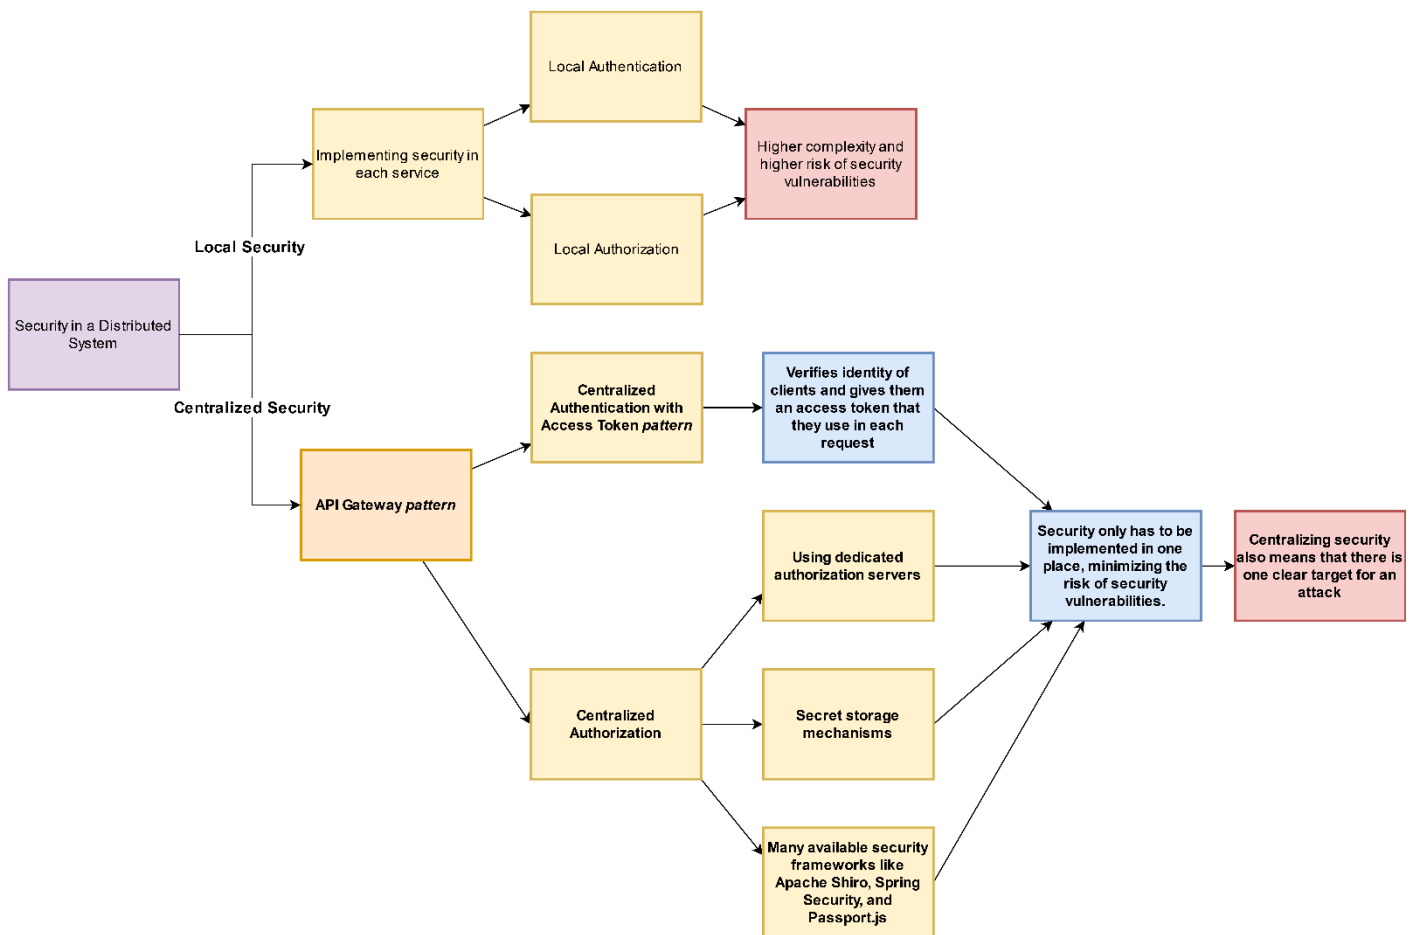 Local Authentication
Implementing security in
each service
Higher complexity and
higher risk of security
vulnerabilities
Local Authorization
Local Security
Security in a Distributed
System
Centralized Security
Centralized
Authentication with
Access Token pattern
Verifies identity of
clients and gives them
an access token that
they use in each
request
API Gateway pattern
Using dedicated
authorization servers
Security only has to be
implemented in one
place, minimizing the
risk of security
vulnerabilities.
Centralizing security
also means that there is
one clear target for an
attack
Centralized
Authorization
Secret storage
mechanisms
Many available security
frameworks like
Apache Shiro, Spring
Security, and
Passport.js